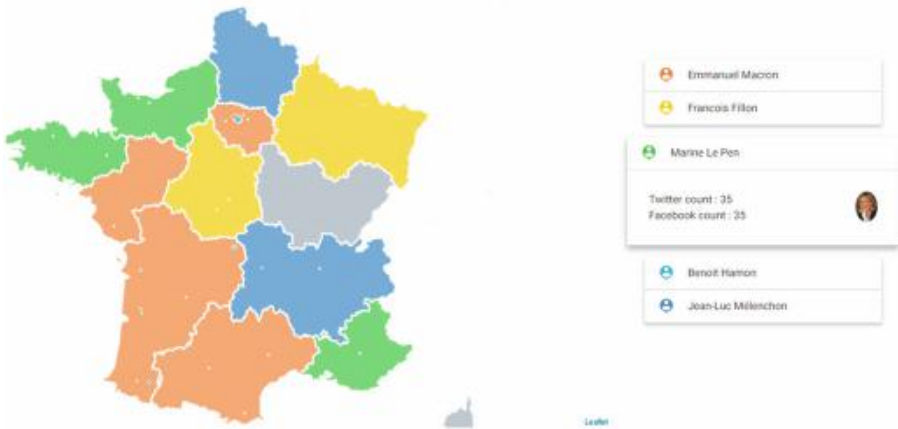 Emmanuel Macron
Francois Fillon
Marine Le Pen
Twitter count : 35
Facebook count : 35
Benoit Hamon
Jean-Luc Mélenchon
Leaflet